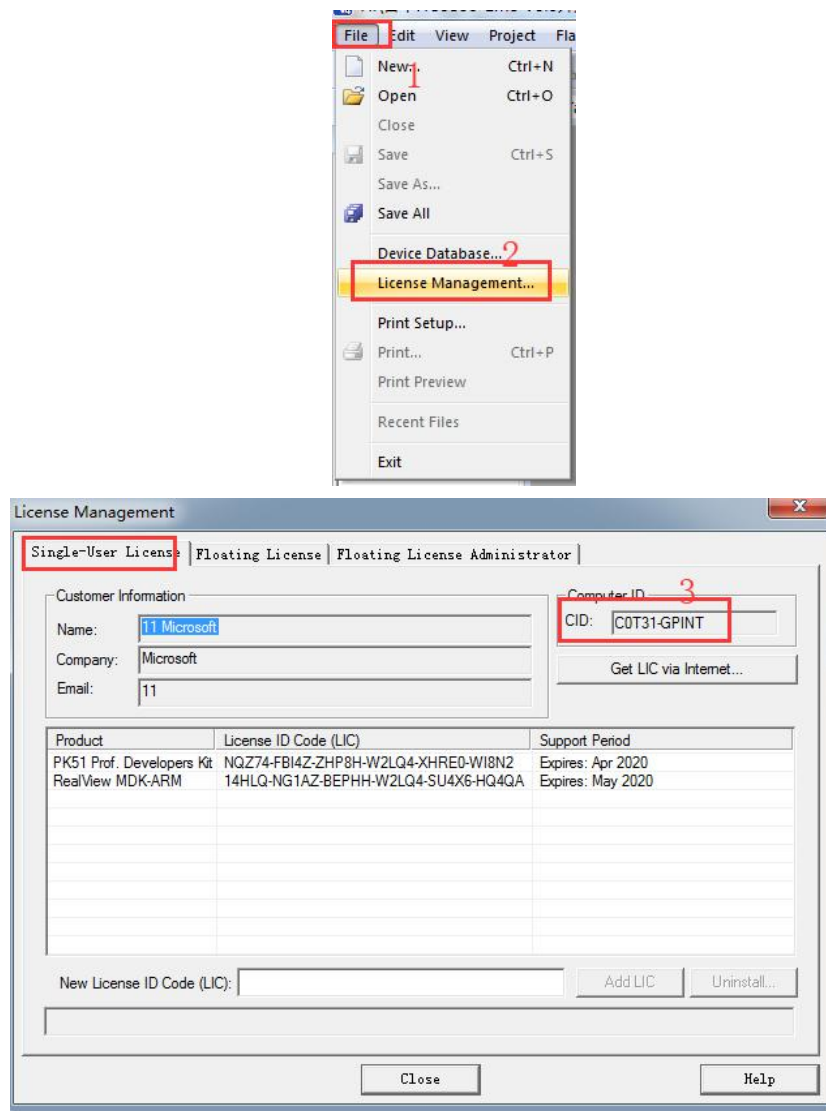 File Edit View Project Fla
New... Ctrl+N
1
Open Ctrl+O
Close
Save Ctrl+S
Save As...
Save All
Device Database...
2
License Management...
Print Setup...
Print... Ctrl+P
Print Preview
Recent Files
Exit
License Management
Single-User License Floating License Floating License Administrator
Customer Information
Computer ID
3
Name: 11 Microsoft
CID: C0T31-GPINT
Company: Microsoft
Get LIC via Internet...
Email: 11
Product License ID Code (LIC) Support Period
PK51 Prof. Developers Kit NQZ74-FBI4Z-ZHP8H-W2LQ4-XHRE0-WI8N2 Expires: Apr 2020
RealView MDK-ARM 14HLQ-NG1AZ-BEPHH-W2LQ4-SU4X6-HQ4QA Expires: May 2020
New License ID Code (LIC): Add LIC Uninstall...
Close Help